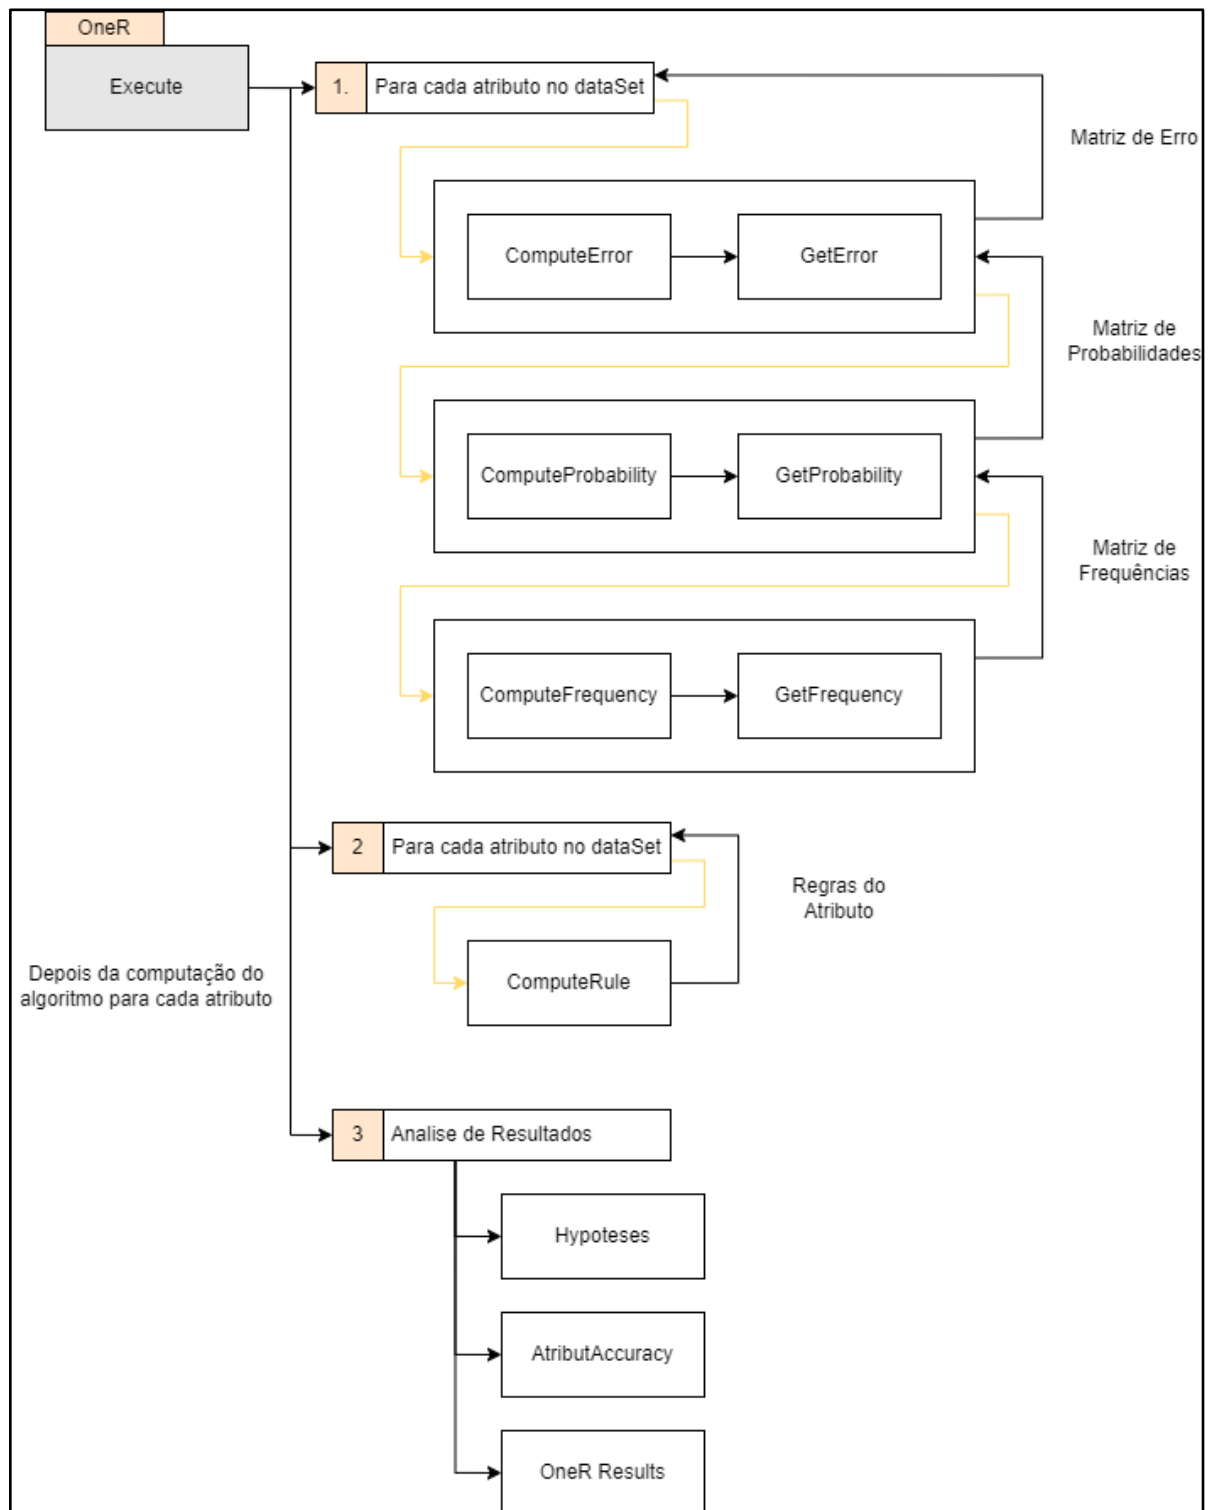 OneR
Execute
1.
Para cada atributo no dataSet
Matriz de Erro
ComputeError
GetError
Matriz de
Probabilidades
ComputeProbability
GetProbability
Matriz de
Frequências
ComputeFrequency
GetFrequency
2
Para cada atributo no dataSet
Regras do
Atributo
ComputeRule
Depois da computação do
algoritmo para cada atributo
3
Analise de Resultados
Hypoteses
AtributAccuracy
OneR Results